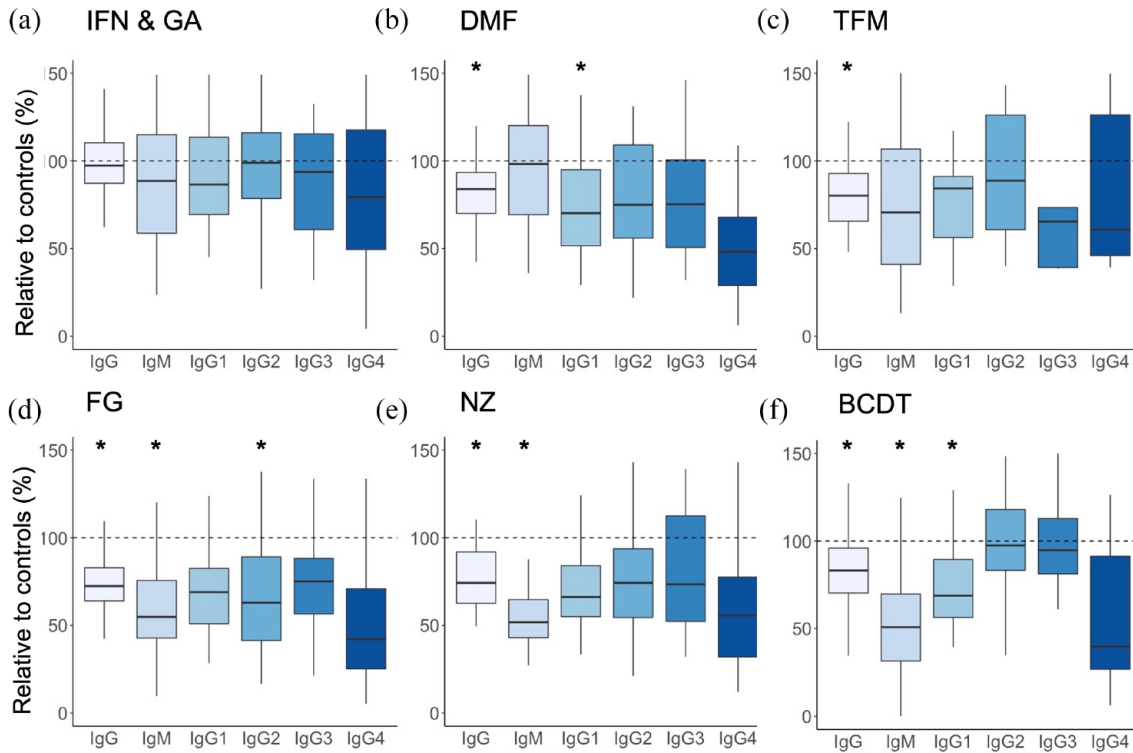 (a) IFN & GA (b) DMF (c) TFM
Relative to controls (%)
50 100 50 0
* *
150 100 50 0
*
150 100 50 0
IgG IgM IgG1 IgG2 IgG3 IgG4 IgG IgM IgG1 IgG2 IgG3 IgG4 IgG IgM IgG1 IgG2 IgG3 IgG4
(d) FG (e) NZ (f) BCDT
Relative to controls (%)
* * *
150 100 50 0
* *
150 100 50 0
* * *
150 100 50 0
IgG IgM IgG1 IgG2 IgG3 IgG4 IgG IgM IgG1 IgG2 IgG3 IgG4 IgG IgM IgG1 IgG2 IgG3 IgG4